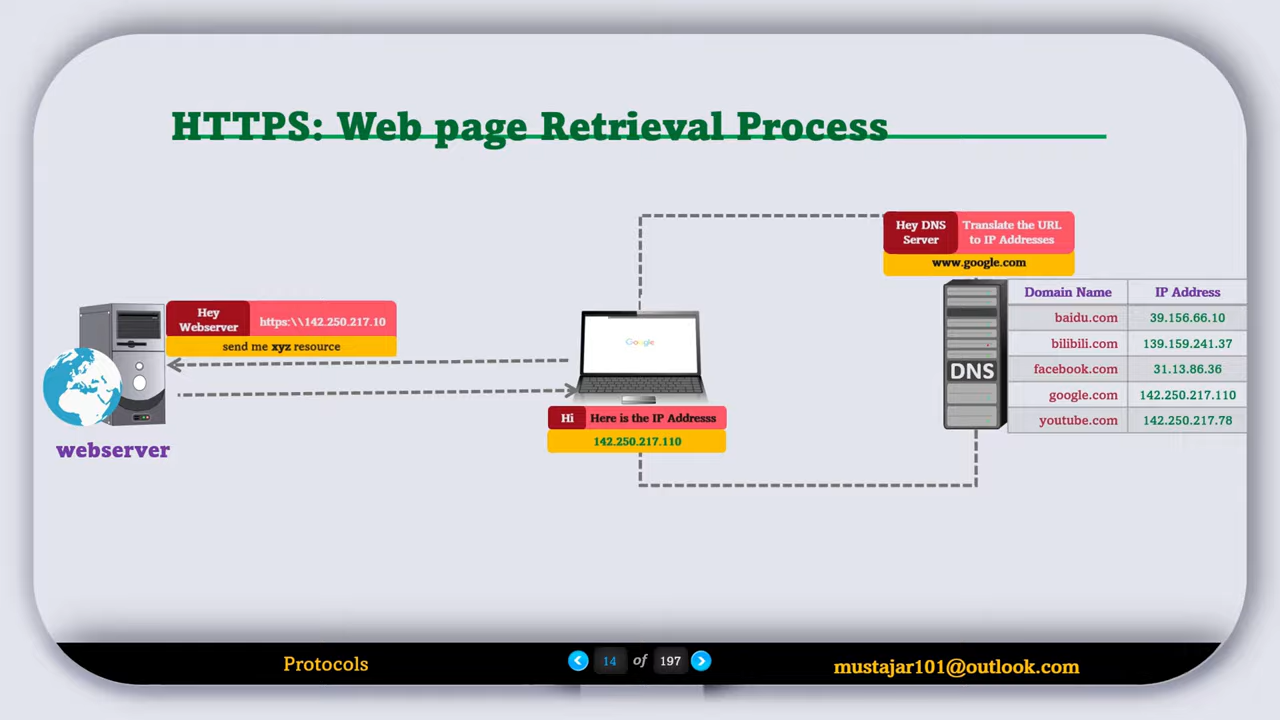 HTTPS: Web page Retrieval Process
Hey DNS Server
Translate the URL to IP Addresses
www.google.com
Hey Webserver
https:\\142.250.217.10
send me xyz resource
webserver
Google
Hi
Here is the IP Addresss
142.250.217.110
DNS
Domain Name IP Address
baidu.com 39.156.66.10
bilibili.com 139.159.241.37
facebook.com 31.13.86.36
google.com 142.250.217.110
youtube.com 142.250.217.78
Protocols
14 of 197
mustajar101@outlook.com